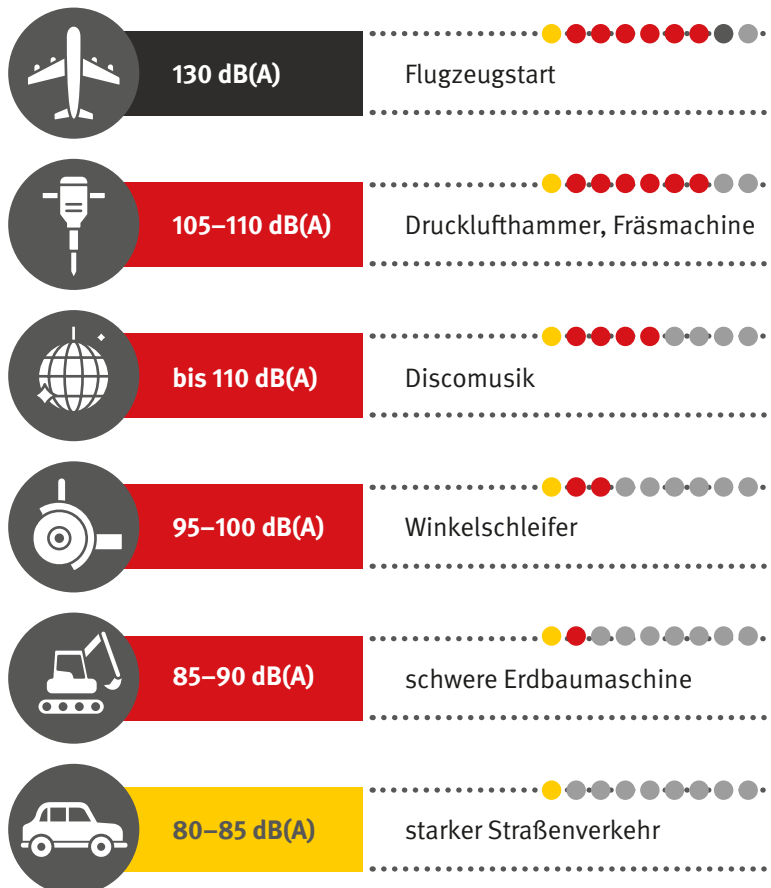 130 dB(A)
Flugzeugstart
105–110 dB(A)
Drucklufthammer, Fräsmachine
bis 110 dB(A)
Discomusik
95–100 dB(A)
Winkelschleifer
85–90 dB(A)
schwere Erdbaumaschine
80–85 dB(A)
starker Straßenverkehr